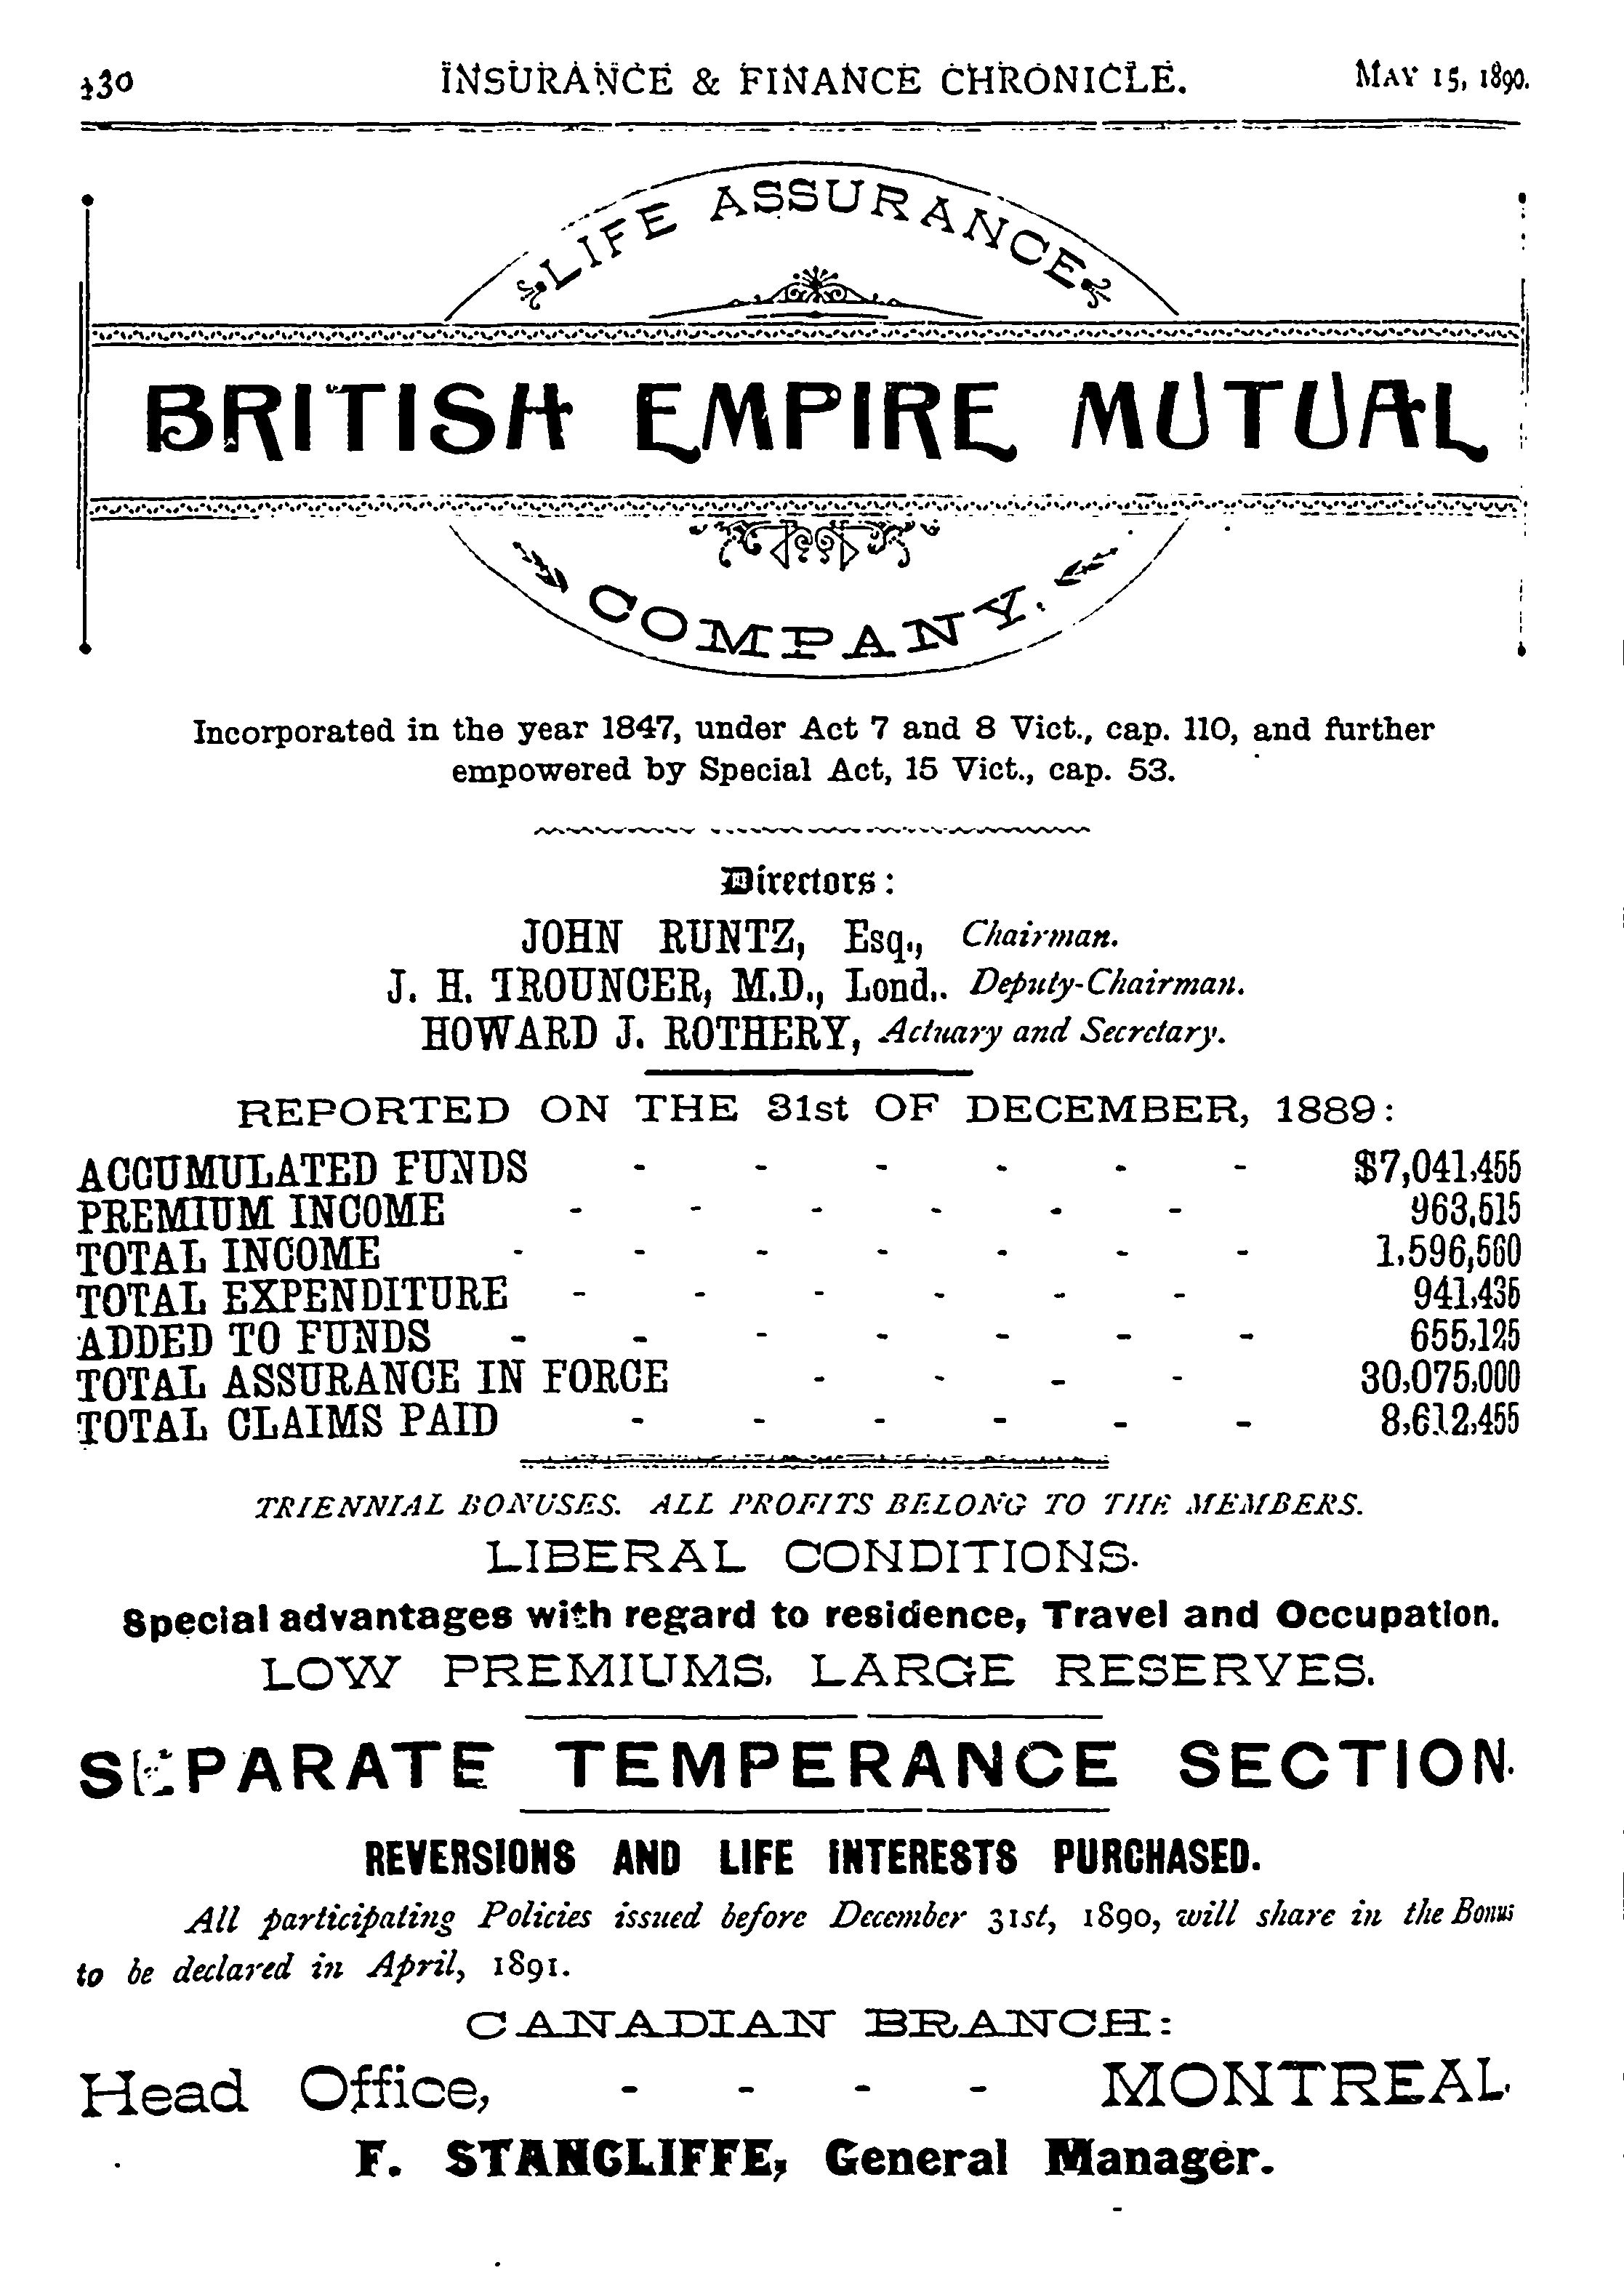 INSURANCE & FINANCE CHRONICLE. MAY 15, 1890.
LIFE ASSURANCE
BRITISH EMPIRE MUTUAL
COMPANY.
Incorporated in the year 1847, under Act 7 and 8 Vict., cap. 110, and further
empowered by Special Act, 15 Vict., cap. 53.
Directors:
JOHN RUNTZ, Esq., Chairman.
J. H. TROUNCER, M.D., Lond., Deputy-Chairman.
HOWARD J. ROTHERY, Actuary and Secretary.
REPORTED ON THE 31st OF DECEMBER, 1889:
ACCUMULATED FUNDS - - - - - - $7,041,455
PREMIUM INCOME - - - - - - 963,515
TOTAL INCOME - - - - - - - 1,596,560
TOTAL EXPENDITURE - - - - - - 941,435
ADDED TO FUNDS - - - - - - - 655,125
TOTAL ASSURANCE IN FORCE - - - - 30,075,000
TOTAL CLAIMS PAID - - - - - - 8,612,455
TRIENNIAL BONUSES. ALL PROFITS BELONG TO THE MEMBERS.
LIBERAL CONDITIONS.
Special advantages with regard to residence, Travel and Occupation.
LOW PREMIUMS, LARGE RESERVES.
SEPARATE TEMPERANCE SECTION.
REVERSIONS AND LIFE INTERESTS PURCHASED.
All participating Policies issued before December 31st, 1890, will share in the Bonus
to be declared in April, 1891.
CANADIAN BRANCH:
Head Office, - - - - MONTREAL.
F. STANCLIFFE, General Manager.